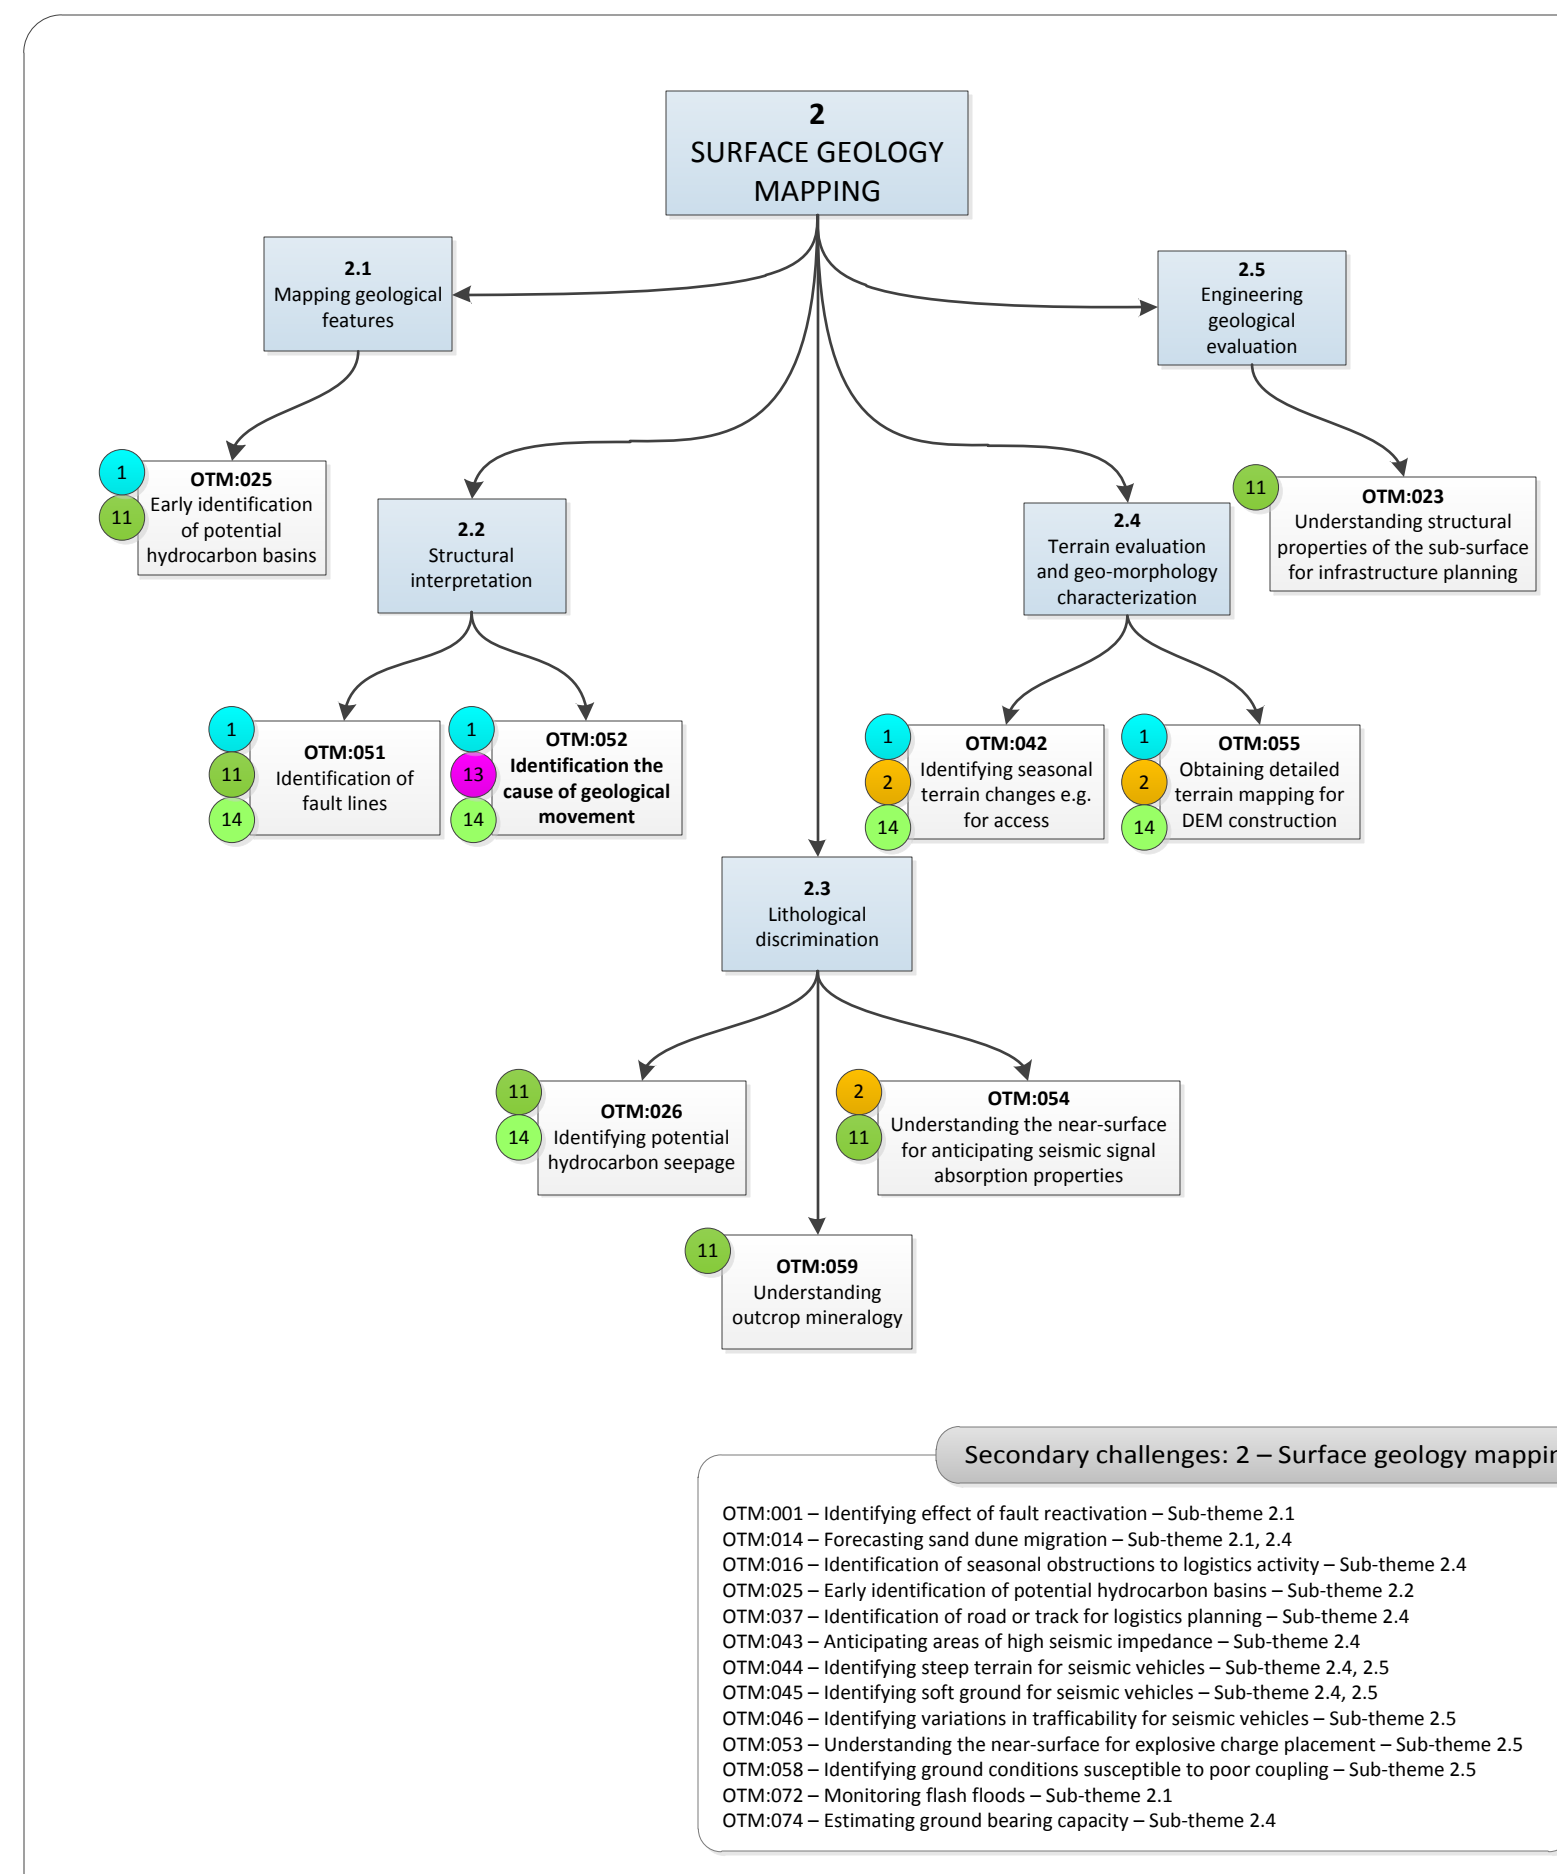 2
SURFACE GEOLOGY
MAPPING
2.1
Mapping geological
features
2.5
Engineering
geological
evaluation
1
11
OTM:025
Early identification
of potential
hydrocarbon basins
2.2
Structural
interpretation
2.4
Terrain evaluation
and geo-morphology
characterization
11
OTM:023
Understanding structural
properties of the sub-surface
for infrastructure planning
1
11
14
OTM:051
Identification of
fault lines
1
13
14
OTM:052
Identification the
cause of geological
movement
1
2
14
OTM:042
Identifying seasonal
terrain changes e.g.
for access
1
2
14
OTM:055
Obtaining detailed
terrain mapping for
DEM construction
2.3
Lithological
discrimination
11
14
OTM:026
Identifying potential
hydrocarbon seepage
2
11
OTM:054
Understanding the near-surface
for anticipating seismic signal
absorption properties
11
OTM:059
Understanding
outcrop mineralogy
Secondary challenges: 2 – Surface geology mappin
OTM:001 – Identifying effect of fault reactivation – Sub-theme 2.1
OTM:014 – Forecasting sand dune migration – Sub-theme 2.1, 2.4
OTM:016 – Identification of seasonal obstructions to logistics activity – Sub-theme 2.4
OTM:025 – Early identification of potential hydrocarbon basins – Sub-theme 2.2
OTM:037 – Identification of road or track for logistics planning – Sub-theme 2.4
OTM:043 – Anticipating areas of high seismic impedance – Sub-theme 2.4
OTM:044 – Identifying steep terrain for seismic vehicles – Sub-theme 2.4, 2.5
OTM:045 – Identifying soft ground for seismic vehicles – Sub-theme 2.4, 2.5
OTM:046 – Identifying variations in trafficability for seismic vehicles – Sub-theme 2.5
OTM:053 – Understanding the near-surface for explosive charge placement – Sub-theme 2.5
OTM:058 – Identifying ground conditions susceptible to poor coupling – Sub-theme 2.5
OTM:072 – Monitoring flash floods – Sub-theme 2.1
OTM:074 – Estimating ground bearing capacity – Sub-theme 2.4